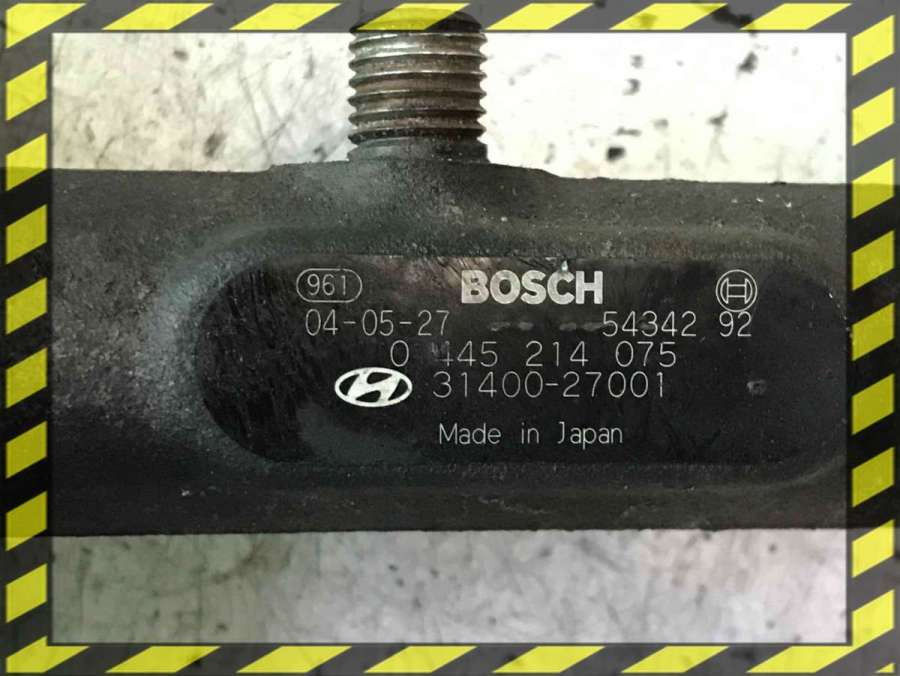 961 BOSCH
04-05-27 54342 92
0 445 214 075
31400-27001
Made in Japan